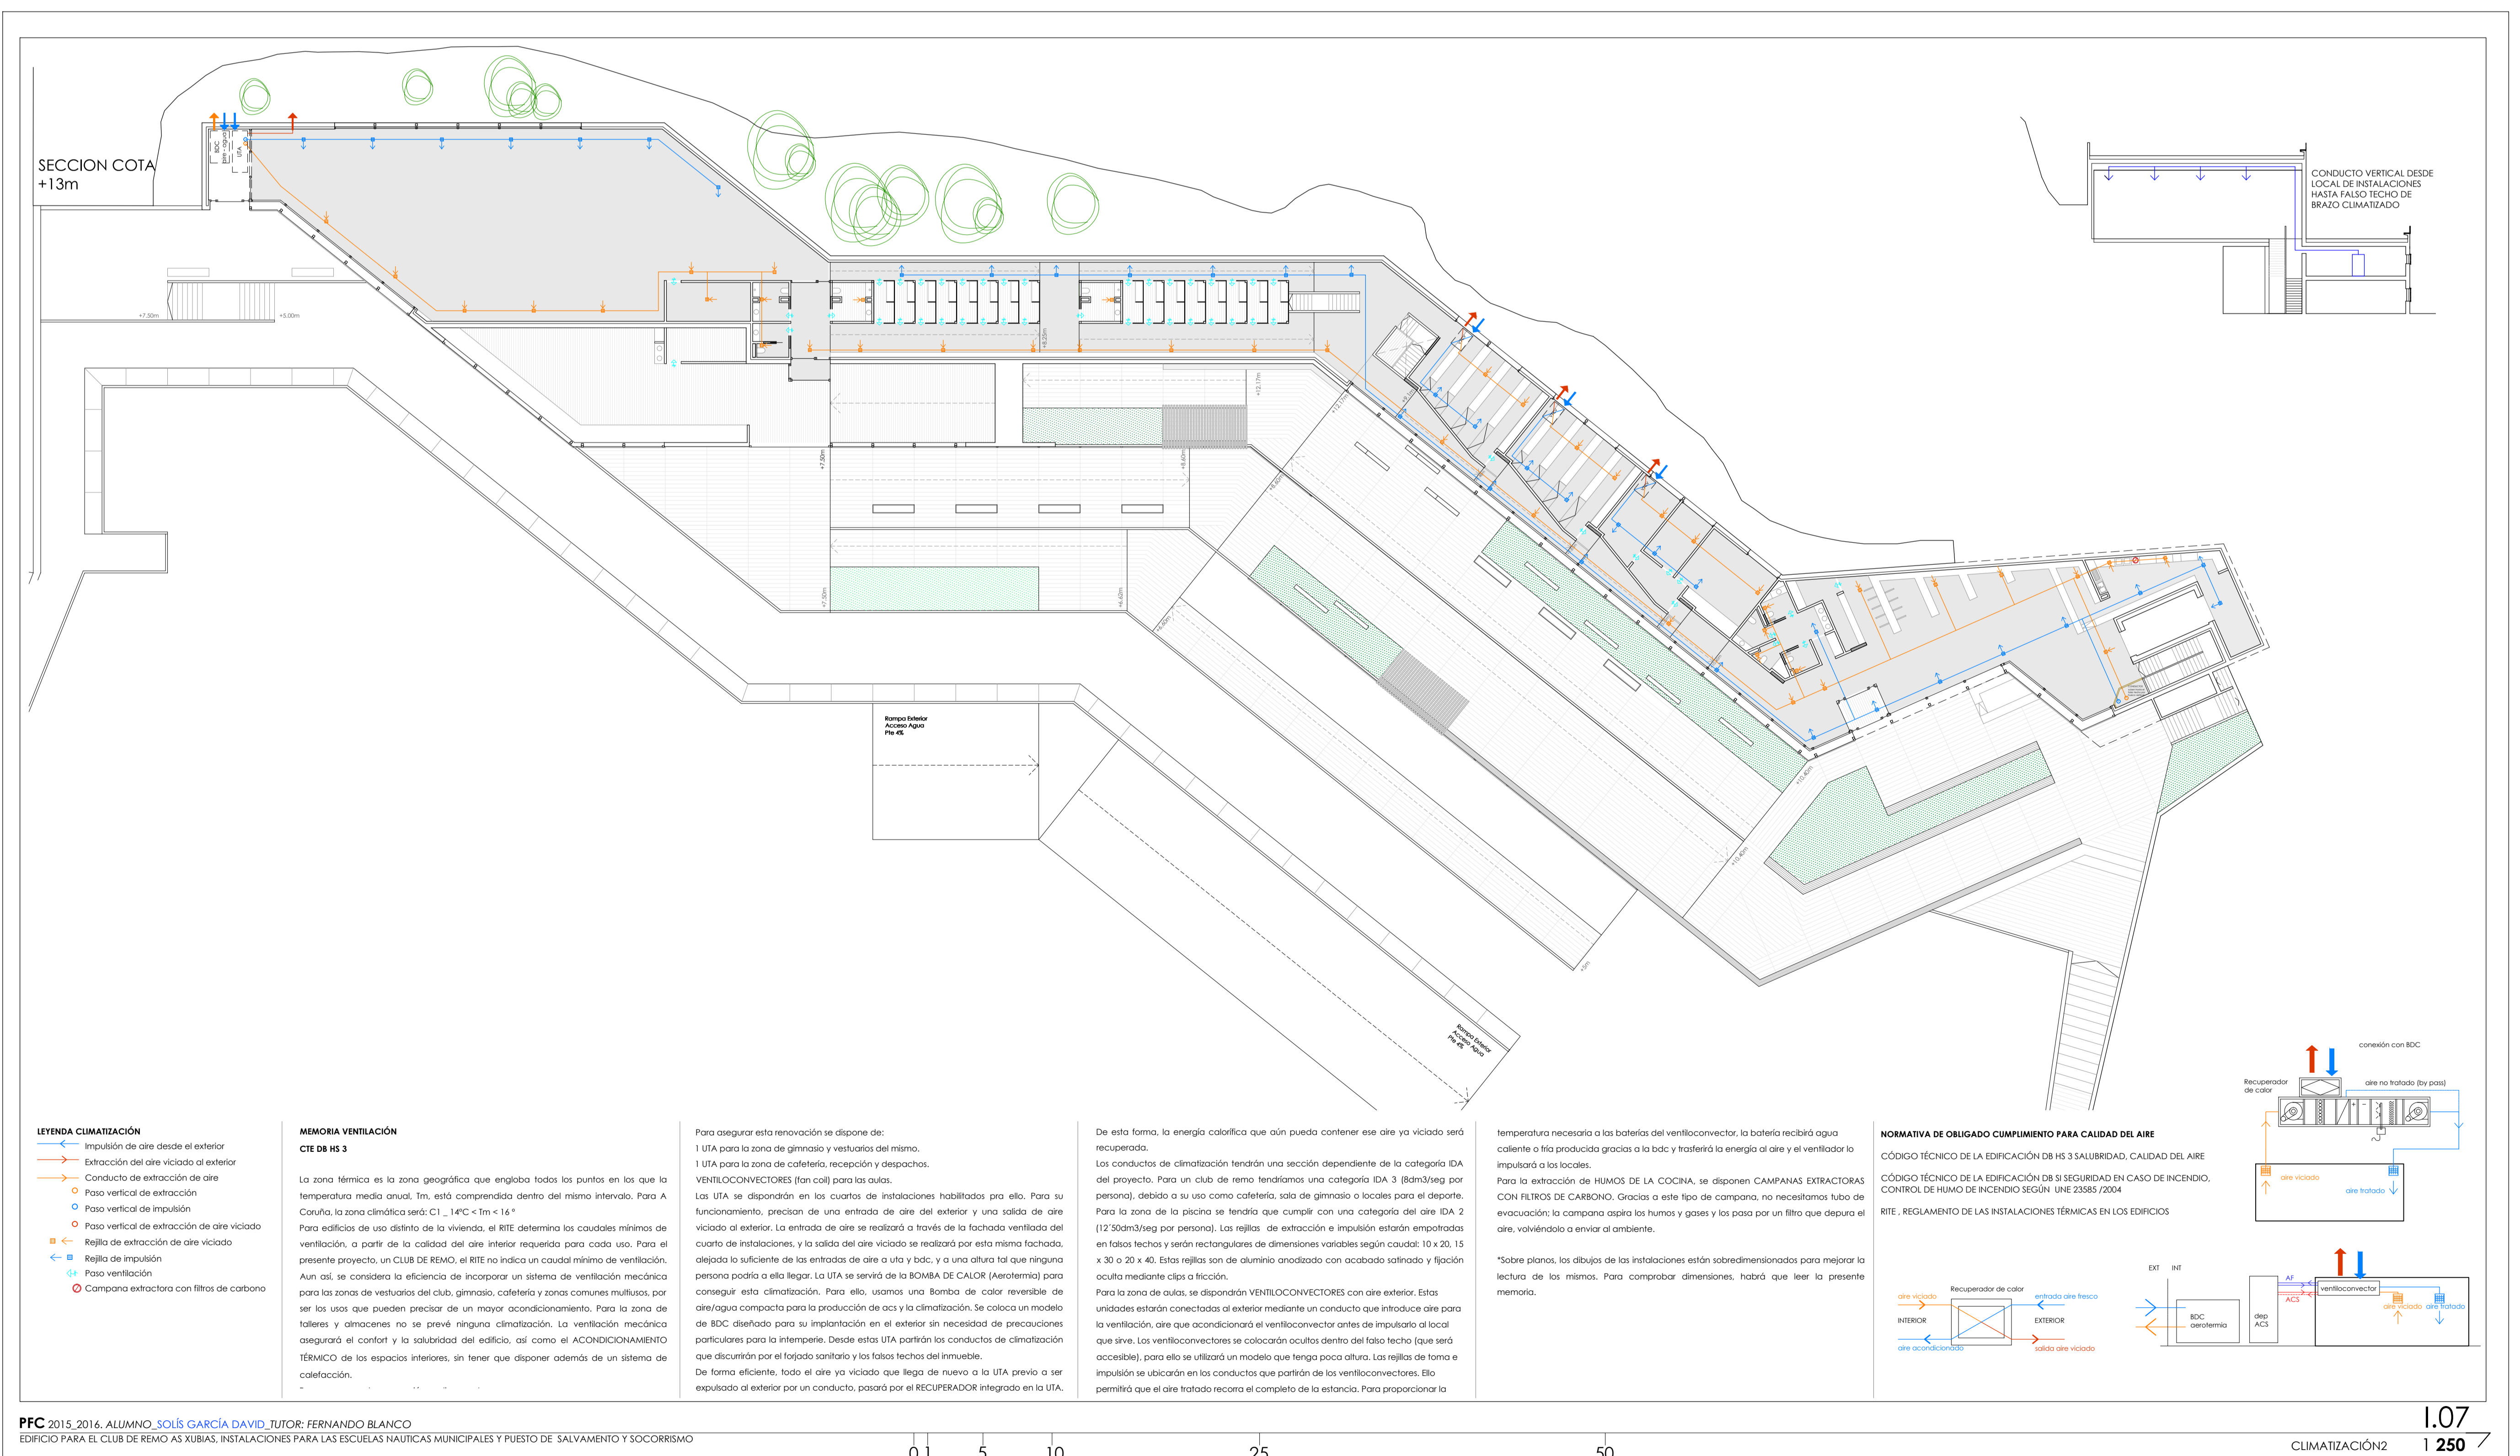 SECCION COTA
+13m
BDC
aire - agua
UTA
+7.50m
+5.00m
+8.25m
+12.17m
+12.17m
+9.3m
+7.50m
+8.60m
+8.60m
+7.50m
+6.60m
+6.60m
+10.40m
+10.40m
+5m
CONDUCTO VERTICAL DESDE
LOCAL DE INSTALACIONES
HASTA FALSO TECHO DE
BRAZO CLIMATIZADO
Rampa Exterior
Acceso Agua
Pte 4%
Rampa Exterior
Acceso Agua
Pte 4%
LEYENDA CLIMATIZACIÓN
Impulsión de aire desde el exterior
Extracción del aire viciado al exterior
Conducto de extracción de aire
Paso vertical de extracción
Paso vertical de impulsión
Paso vertical de extracción de aire viciado
Rejilla de extracción de aire viciado
Rejilla de impulsión
Paso ventilación
Campana extractora con filtros de carbono
MEMORIA VENTILACIÓN
CTE DB HS 3
La zona térmica es la zona geográfica que engloba todos los puntos en los que la
temperatura media anual, Tm, está comprendida dentro del mismo intervalo. Para A
Coruña, la zona climática será: C1 _ 14ºC < Tm < 16 º
Para edificios de uso distinto de la vivienda, el RITE determina los caudales mínimos de
ventilación, a partir de la calidad del aire interior requerida para cada uso. Para el
presente proyecto, un CLUB DE REMO, el RITE no indica un caudal mínimo de ventilación.
Aun así, se considera la eficiencia de incorporar un sistema de ventilación mecánica
para las zonas de vestuarios del club, gimnasio, cafetería y zonas comunes multiusos, por
ser los usos que pueden precisar de un mayor acondicionamiento. Para la zona de
talleres y almacenes no se prevé ninguna climatización. La ventilación mecánica
asegurará el confort y la salubridad del edificio, así como el ACONDICIONAMIENTO
TÉRMICO de los espacios interiores, sin tener que disponer además de un sistema de
calefacción.
Para asegurar esta renovación se dispone de:
1 UTA para la zona de gimnasio y vestuarios del mismo.
1 UTA para la zona de cafetería, recepción y despachos.
VENTILOCONVECTORES (fan coil) para las aulas.
Las UTA se dispondrán en los cuartos de instalaciones habilitados pra ello. Para su
funcionamiento, precisan de una entrada de aire del exterior y una salida de aire
viciado al exterior. La entrada de aire se realizará a través de la fachada ventilada del
cuarto de instalaciones, y la salida del aire viciado se realizará por esta misma fachada,
alejada lo suficiente de las entradas de aire a uta y bdc, y a una altura tal que ninguna
persona podría a ella llegar. La UTA se servirá de la BOMBA DE CALOR (Aerotermia) para
conseguir esta climatización. Para ello, usamos una Bomba de calor reversible de
aire/agua compacta para la producción de acs y la climatización. Se coloca un modelo
de BDC diseñado para su implantación en el exterior sin necesidad de precauciones
particulares para la intemperie. Desde estas UTA partirán los conductos de climatización
que discurrirán por el forjado sanitario y los falsos techos del inmueble.
De forma eficiente, todo el aire ya viciado que llega de nuevo a la UTA previo a ser
expulsado al exterior por un conducto, pasará por el RECUPERADOR integrado en la UTA.
De esta forma, la energía calorífica que aún pueda contener ese aire ya viciado será
recuperada.
Los conductos de climatización tendrán una sección dependiente de la categoría IDA
del proyecto. Para un club de remo tendríamos una categoría IDA 3 (8dm3/seg por
persona), debido a su uso como cafetería, sala de gimnasio o locales para el deporte.
Para la zona de la piscina se tendría que cumplir con una categoría del aire IDA 2
(12´50dm3/seg por persona). Las rejillas de extracción e impulsión estarán empotradas
en falsos techos y serán rectangulares de dimensiones variables según caudal: 10 x 20, 15
x 30 o 20 x 40. Estas rejillas son de aluminio anodizado con acabado satinado y fijación
oculta mediante clips a fricción.
Para la zona de aulas, se dispondrán VENTILOCONVECTORES con aire exterior. Estas
unidades estarán conectadas al exterior mediante un conducto que introduce aire para
la ventilación, aire que acondicionará el ventiloconvector antes de impulsarlo al local
que sirve. Los ventiloconvectores se colocarán ocuitos dentro del falso techo (que será
accesible), para ello se utilizará un modelo que tenga poca altura. Las rejillas de toma e
impulsión se ubicarán en los conductos que partirán de los ventiloconvectores. Ello
permitirá que el aire tratado recorra el completo de la estancia. Para proporcionar la
temperatura necesaria a las baterías del ventiloconvector, la batería recibirá agua
caliente o fría producida gracias a la bdc y trasferirá la energía al aire y el ventilador lo
impulsará a los locales.
Para la extracción de HUMOS DE LA COCINA, se disponen CAMPANAS EXTRACTORAS
CON FILTROS DE CARBONO. Gracias a este tipo de campana, no necesitamos tubo de
evacuación; la campana aspira los humos y gases y los pasa por un filtro que depura el
aire, volviéndolo a enviar al ambiente.
*Sobre planos, los dibujos de las instalaciones están sobredimensionados para mejorar la
lectura de los mismos. Para comprobar dimensiones, habrá que leer la presente
memoria.
NORMATIVA DE OBLIGADO CUMPLIMIENTO PARA CALIDAD DEL AIRE
CÓDIGO TÉCNICO DE LA EDIFICACIÓN DB HS 3 SALUBRIDAD, CALIDAD DEL AIRE
CÓDIGO TÉCNICO DE LA EDIFICACIÓN DB SI SEGURIDAD EN CASO DE INCENDIO,
CONTROL DE HUMO DE INCENDIO SEGÚN UNE 23585 /2004
RITE , REGLAMENTO DE LAS INSTALACIONES TÉRMICAS EN LOS EDIFICIOS
Recuperador de calor
aire viciado
entrada aire fresco
INTERIOR
EXTERIOR
aire acondicionado
salida aire viciado
conexión con BDC
Recuperador
de calor
aire no tratado (by pass)
aire viciado
aire tratado
EXT INT
BDC
aerotermia
dep
ACS
AF
ACS
ventiloconvector
aire viciado
aire tratado
PFC 2015_2016. ALUMNO_SOLÍS GARCÍA DAVID_TUTOR: FERNANDO BLANCO
EDIFICIO PARA EL CLUB DE REMO AS XUBIAS, INSTALACIONES PARA LAS ESCUELAS NAUTICAS MUNICIPALES Y PUESTO DE SALVAMENTO Y SOCORRISMO
0 1 5 10 25 50
I.07
CLIMATIZACIÓN2
1 250